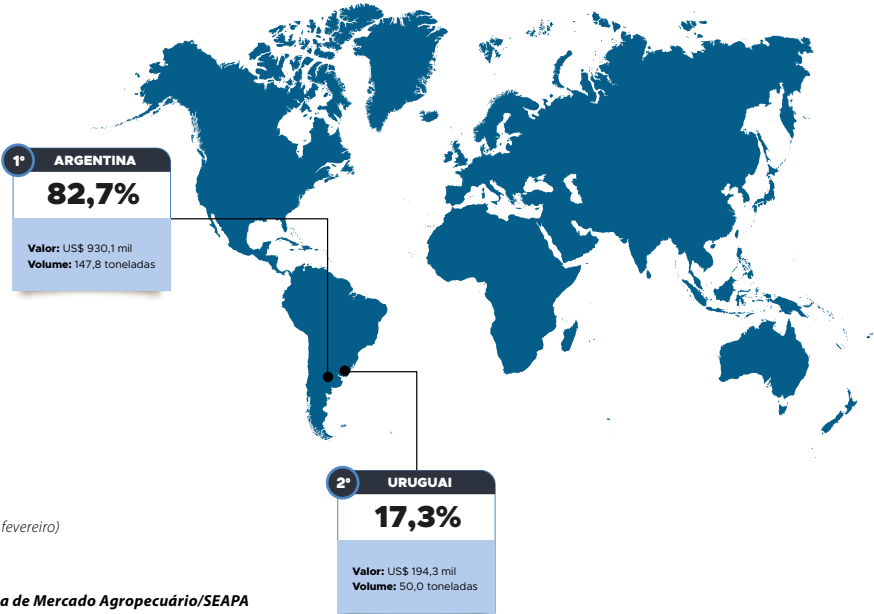 1º ARGENTINA
82,7%
Valor: US$ 930,1 mil
Volume: 147,8 toneladas
2º URUGUAI
17,3%
Valor: US$ 194,3 mil
Volume: 50,0 toneladas
fevereiro)
a de Mercado Agropecuário/SEAPA